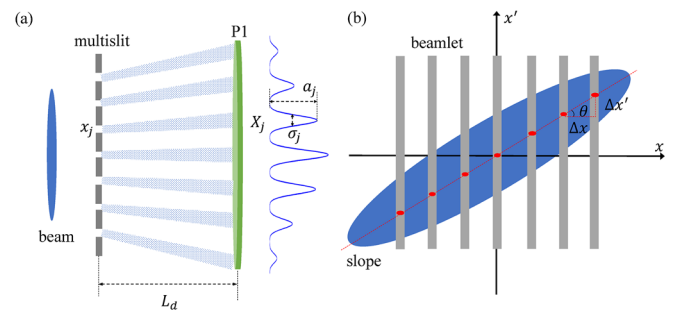 (a)
multislit
P1
x_j
a_j
X_j
σ_j
beam
L_d
(b)
x′
beamlet
θ
Δx′
Δx
x
slope